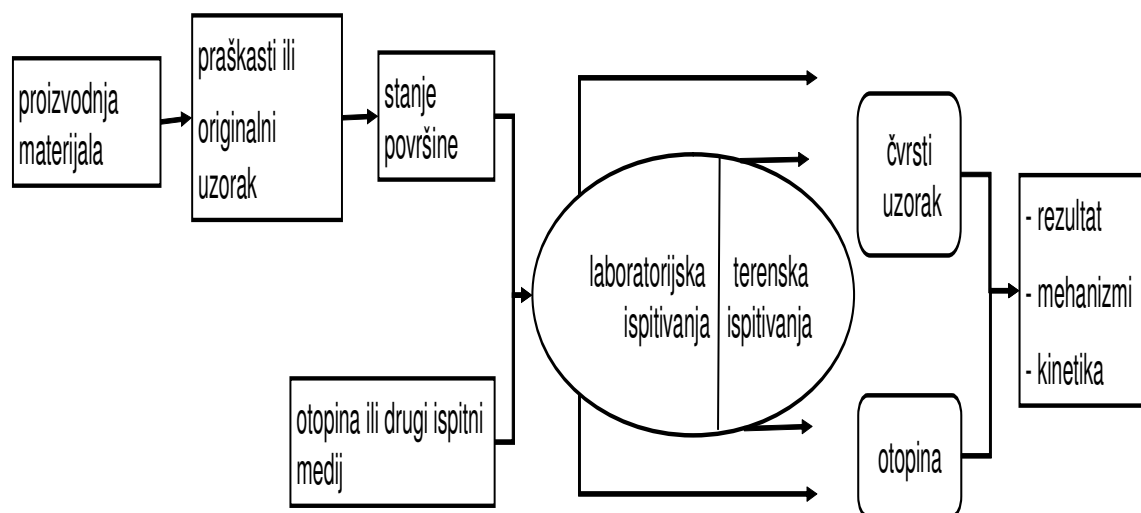 proizvodnja
materijala
praškasti ili
originalni
uzorak
stanje
površine
otopina ili drugi ispitni
medij
laboratorijska
ispitivanja
terenska
ispitivanja
čvrsti
uzorak
otopina
- rezultat
- mehanizmi
- kinetika